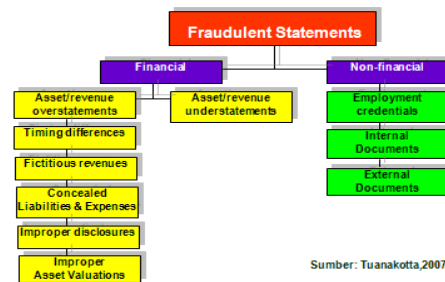 Fraudulent Statements
Financial
Non-financial
Asset/revenue
overstatements
Asset/revenue
understatements
Employment
credentials
Timing differences
Internal
Documents
Fictitious revenues
External
Documents
Concealed
Liabilities & Expenses
Improper disclosures
Improper
Asset Valuations
Sumber: Tuanakotta,2007